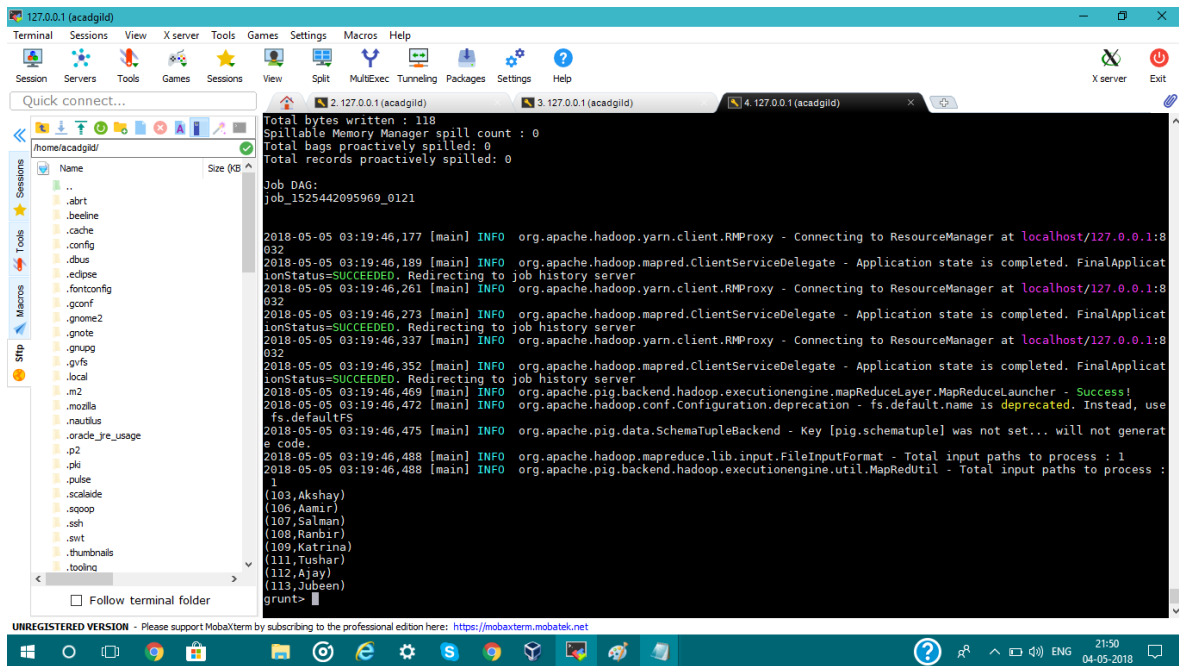 127.0.0.1 (acadgild)
Terminal Sessions View X server Tools Games Settings Macros Help
Session Servers Tools Games Sessions View Split MultiExec Tunneling Packages Settings Help X server Exit
Quick connect...
2. 127.0.0.1 (acadgild) 3. 127.0.0.1 (acadgild) 4. 127.0.0.1 (acadgild)
Sessions
Tools
Macros
Sftp
/home/acadgild/
Name Size (KB
..
.abrt
.beeline
.cache
.config
.dbus
.eclipse
.fontconfig
.gconf
.gnome2
.gnote
.gnupg
.gvfs
.local
.m2
.mozilla
.nautilus
.oracle_jre_usage
.p2
.pki
.pulse
.scalaide
.sqoop
.ssh
.swt
.thumbnails
.tooling
Follow terminal folder
Total bytes written : 118
Spillable Memory Manager spill count : 0
Total bags proactively spilled: 0
Total records proactively spilled: 0
Job DAG:
job_1525442095969_0121
2018-05-05 03:19:46,177 [main] INFO  org.apache.hadoop.yarn.client.RMProxy - Connecting to ResourceManager at localhost/127.0.0.1:8
032
2018-05-05 03:19:46,189 [main] INFO  org.apache.hadoop.mapred.ClientServiceDelegate - Application state is completed. FinalApplicat
ionStatus=SUCCEEDED. Redirecting to job history server
2018-05-05 03:19:46,261 [main] INFO  org.apache.hadoop.yarn.client.RMProxy - Connecting to ResourceManager at localhost/127.0.0.1:8
032
2018-05-05 03:19:46,273 [main] INFO  org.apache.hadoop.mapred.ClientServiceDelegate - Application state is completed. FinalApplicat
ionStatus=SUCCEEDED. Redirecting to job history server
2018-05-05 03:19:46,337 [main] INFO  org.apache.hadoop.yarn.client.RMProxy - Connecting to ResourceManager at localhost/127.0.0.1:8
032
2018-05-05 03:19:46,352 [main] INFO  org.apache.hadoop.mapred.ClientServiceDelegate - Application state is completed. FinalApplicat
ionStatus=SUCCEEDED. Redirecting to job history server
2018-05-05 03:19:46,469 [main] INFO  org.apache.pig.backend.hadoop.executionengine.mapReduceLayer.MapReduceLauncher - Success!
2018-05-05 03:19:46,472 [main] INFO  org.apache.hadoop.conf.Configuration.deprecation - fs.default.name is deprecated. Instead, use
fs.defaultFS
2018-05-05 03:19:46,475 [main] INFO  org.apache.pig.data.SchemaTupleBackend - Key [pig.schematuple] was not set... will not generat
e code.
2018-05-05 03:19:46,488 [main] INFO  org.apache.hadoop.mapreduce.lib.input.FileInputFormat - Total input paths to process : 1
2018-05-05 03:19:46,488 [main] INFO  org.apache.pig.backend.hadoop.executionengine.util.MapRedUtil - Total input paths to process :
1
(103,Akshay)
(106,Aamir)
(107,Salman)
(108,Ranbir)
(109,Katrina)
(111,Tushar)
(112,Ajay)
(113,Jubeen)
grunt>
UNREGISTERED VERSION - Please support MobaXterm by subscribing to the professional edition here: https://mobaxterm.mobatek.net
ENG 21:50
04-05-2018